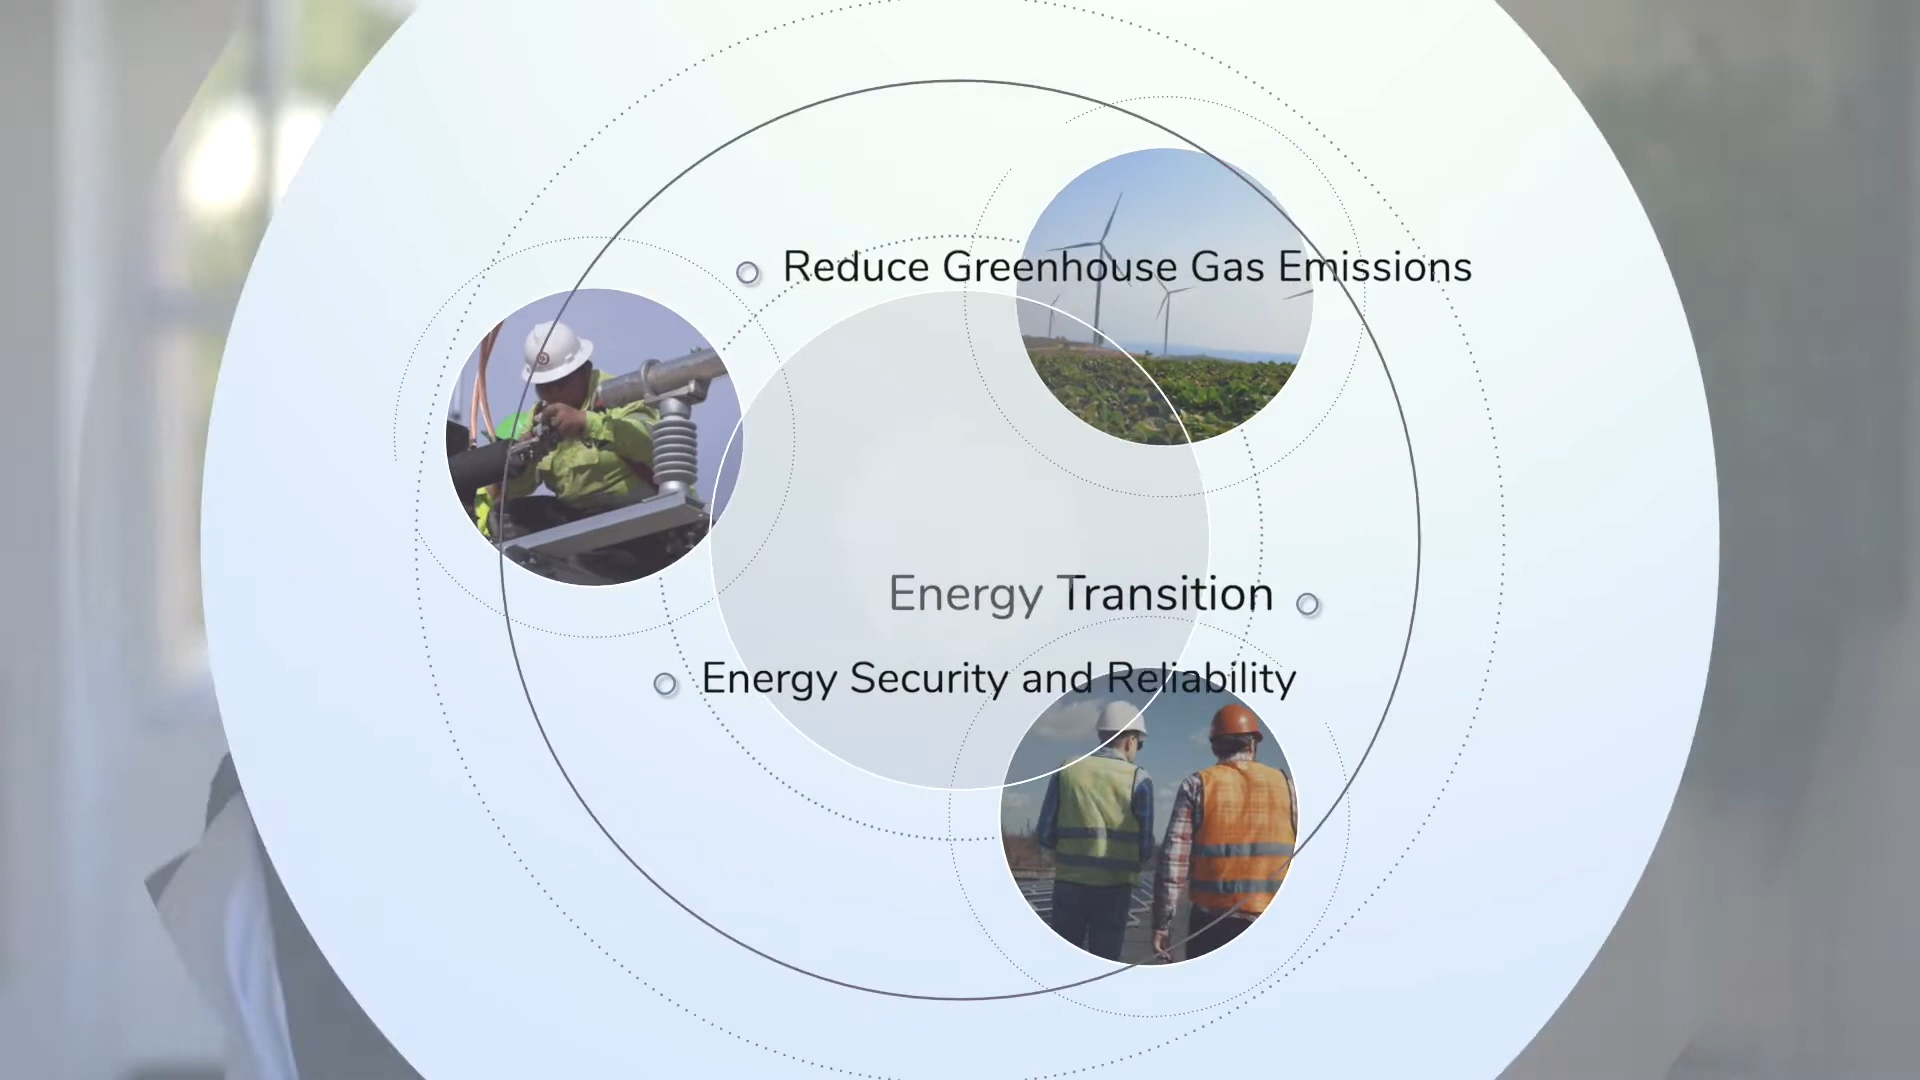 Reduce Greenhouse Gas Emissions
Energy Transition
Energy Security and Reliability